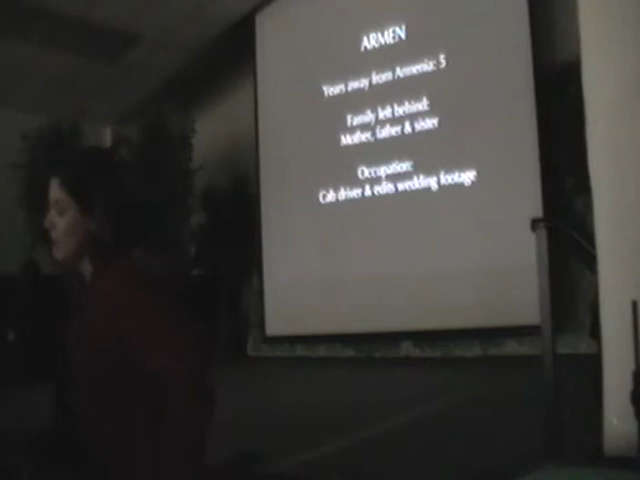 ARMEN
Years away from Armenia: 5
Family left behind:
Mother, father & sister
Occupation:
Cab driver & edits wedding footage